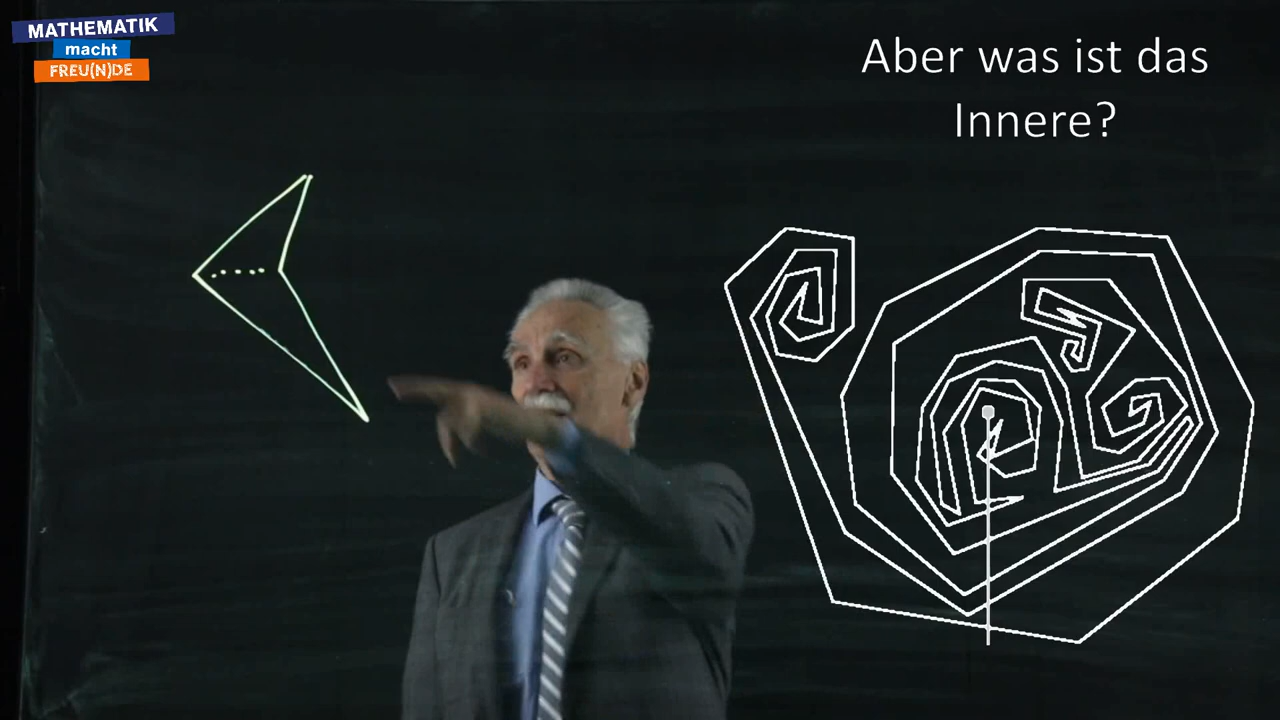 MATHEMATIK
macht
FREU(N)DE
Aber was ist das
Innere?